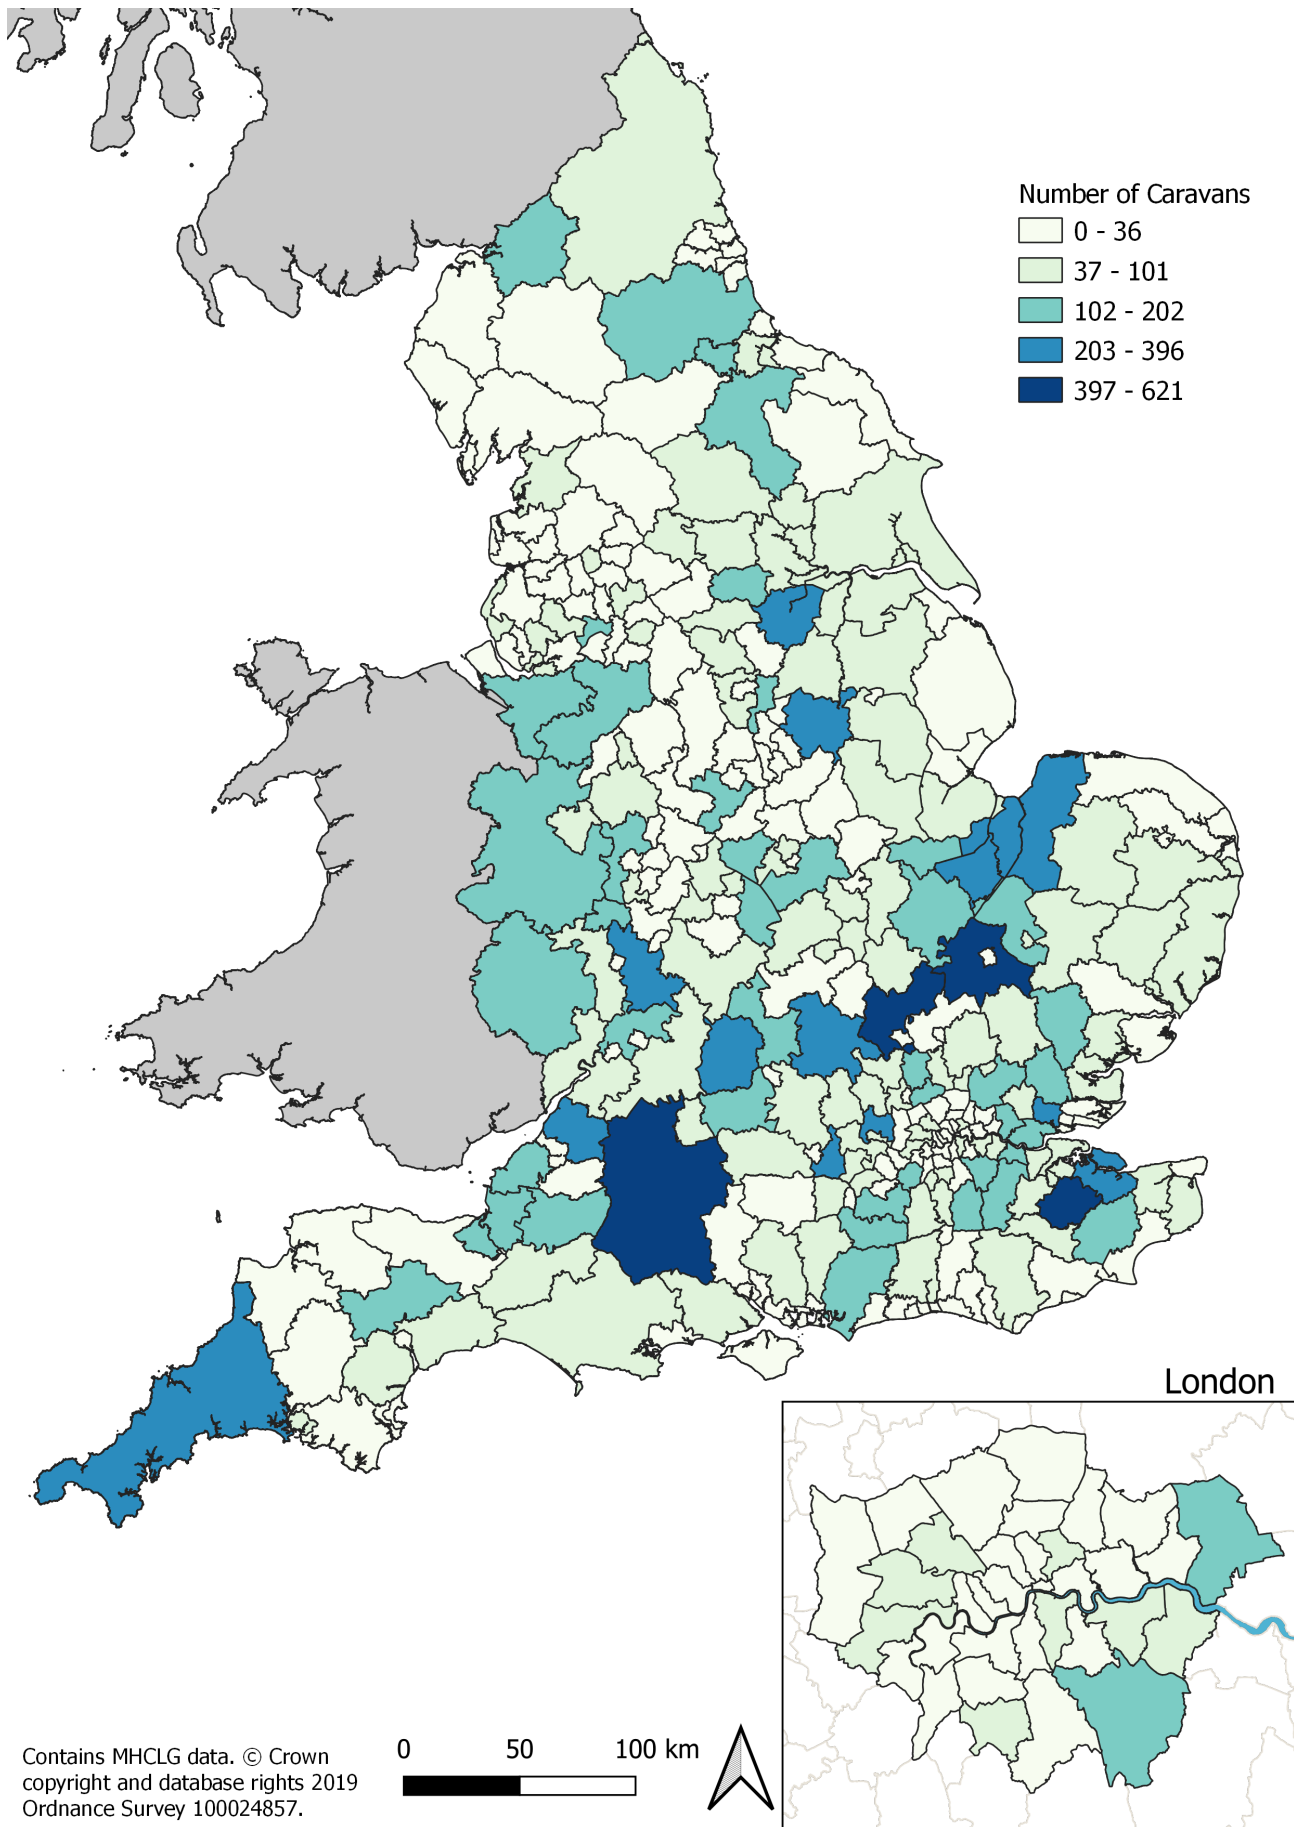 Number of Caravans
0 - 36
37 - 101
102 - 202
203 - 396
397 - 621
London
Contains MHCLG data. © Crown
copyright and database rights 2019
Ordnance Survey 100024857.
0 50 100 km